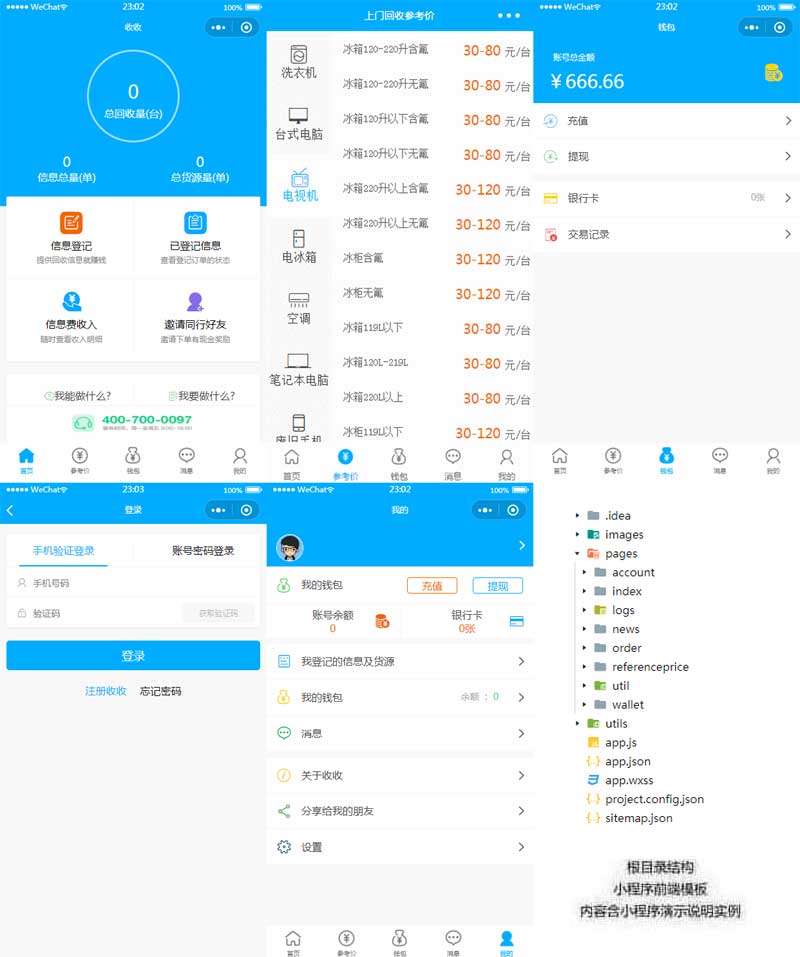 WeChat
23:02
100%
收收
0
总回收量(台)
0
信息总量(单)
0
总货源量(单)
信息登记
提供回收信息就赚钱
已登记信息
查看登记订单的状态
信息费收入
随时查看收入明细
邀请同行好友
邀请下单有现金奖励
我能做什么?
我要做什么?
400-700-0097
首页
参考价
钱包
消息
我的
上门回收参考价
洗衣机
台式电脑
电视机
电冰箱
空调
笔记本电脑
废旧手机
冰箱120-220升含氟 30-80 元/台
冰箱120-220升无氟 30-80 元/台
冰箱120升以下含氟 30-80 元/台
冰箱120升以下无氟 30-80 元/台
冰箱220升以上含氟 30-120 元/台
冰箱220升以上无氟 30-120 元/台
冰柜含氟 30-120 元/台
冰柜无氟 30-120 元/台
冰箱119L以下 30-80 元/台
冰箱120L-219L 30-80 元/台
冰箱220L以上 30-80 元/台
冰柜119L以下 30-120 元/台
首页
参考价
钱包
消息
我的
WeChat
23:02
100%
钱包
账号总金额
¥666.66
充值
提现
银行卡
0张
交易记录
首页
参考价
钱包
消息
我的
WeChat
23:03
100%
登录
手机验证登录
账号密码登录
手机号码
验证码
获取验证码
登录
注册收收
忘记密码
WeChat
23:02
100%
我的
我的钱包
充值
提现
账号余额
0
银行卡
0张
我登记的信息及货源
我的钱包
余额：0
消息
关于收收
分享给我的朋友
设置
首页
参考价
钱包
消息
我的
.idea
images
pages
account
index
logs
news
order
referenceprice
util
wallet
utils
app.js
app.json
app.wxss
project.config.json
sitemap.json
根目录结构
小程序前端模板
内容含小程序演示说明实例